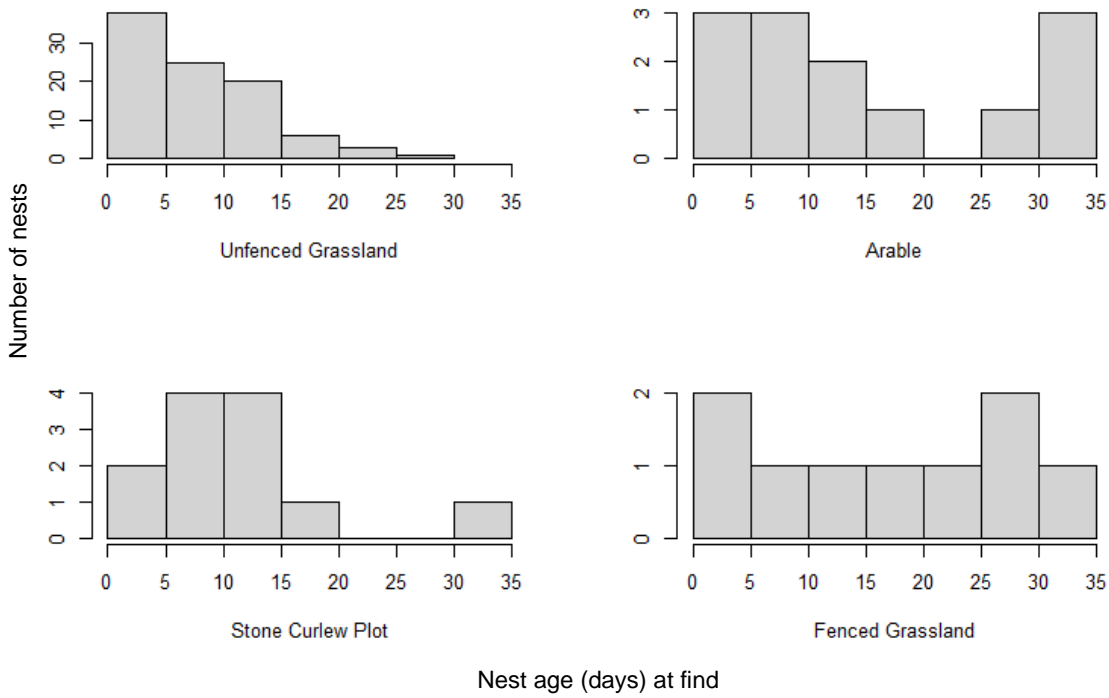 Number of nests
30
20
10
0
0 5 10 15 20 25 30 35
Unfenced Grassland
3
2
1
0
0 5 10 15 20 25 30 35
Arable
4
3
2
1
0
0 5 10 15 20 25 30 35
Stone Curlew Plot
2
1
0
0 5 10 15 20 25 30 35
Fenced Grassland
Nest age (days) at find